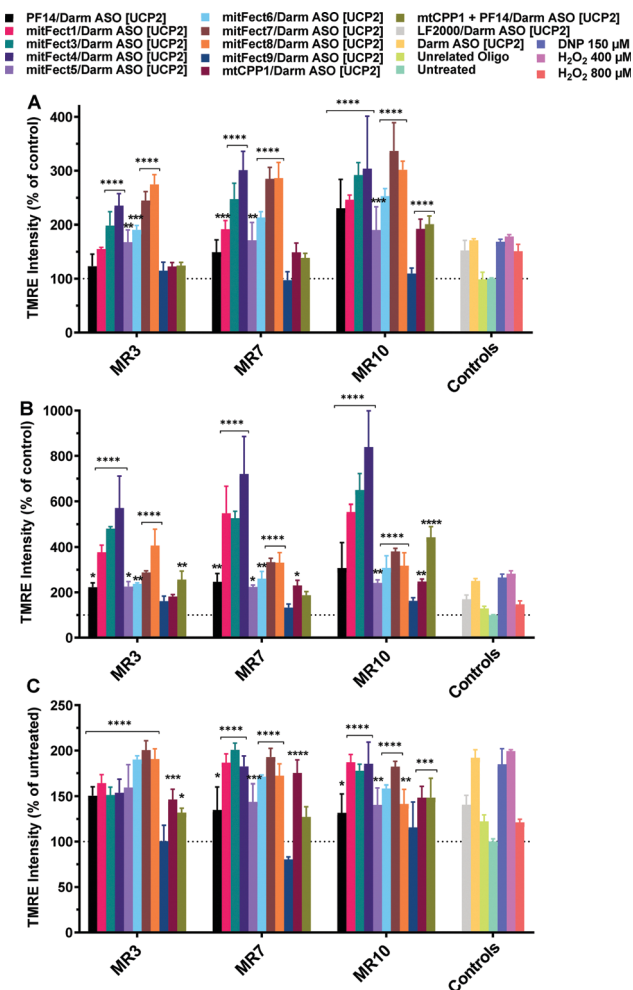 PF14/Darm ASO [UCP2]
mitFect1/Darm ASO [UCP2]
mitFect3/Darm ASO [UCP2]
mitFect4/Darm ASO [UCP2]
mitFect5/Darm ASO [UCP2]
mitFect6/Darm ASO [UCP2]
mitFect7/Darm ASO [UCP2]
mitFect8/Darm ASO [UCP2]
mitFect9/Darm ASO [UCP2]
mtCPP1/Darm ASO [UCP2]
mtCPP1 + PF14/Darm ASO [UCP2]
LF2000/Darm ASO [UCP2]
Darm ASO [UCP2]
Unrelated Oligo
Untreated
DNP 150 µM
H₂O₂ 400 µM
H₂O₂ 800 µM
A
TMRE Intensity (% of control)
400
300
200
100
0
**** **** ** *** ****
*** **** ** ****
**** *** **** ****
MR3
MR7
MR10
Controls
B
TMRE Intensity (% of control)
1000
800
600
400
200
0
* **** * ** **** **
** **** * ** **** *
**** ** **** ** ****
MR3
MR7
MR10
Controls
C
TMRE Intensity (% of untreated)
250
200
150
100
50
0
**** *** *
* **** *** **** ****
* **** ** **** ** ***
MR3
MR7
MR10
Controls